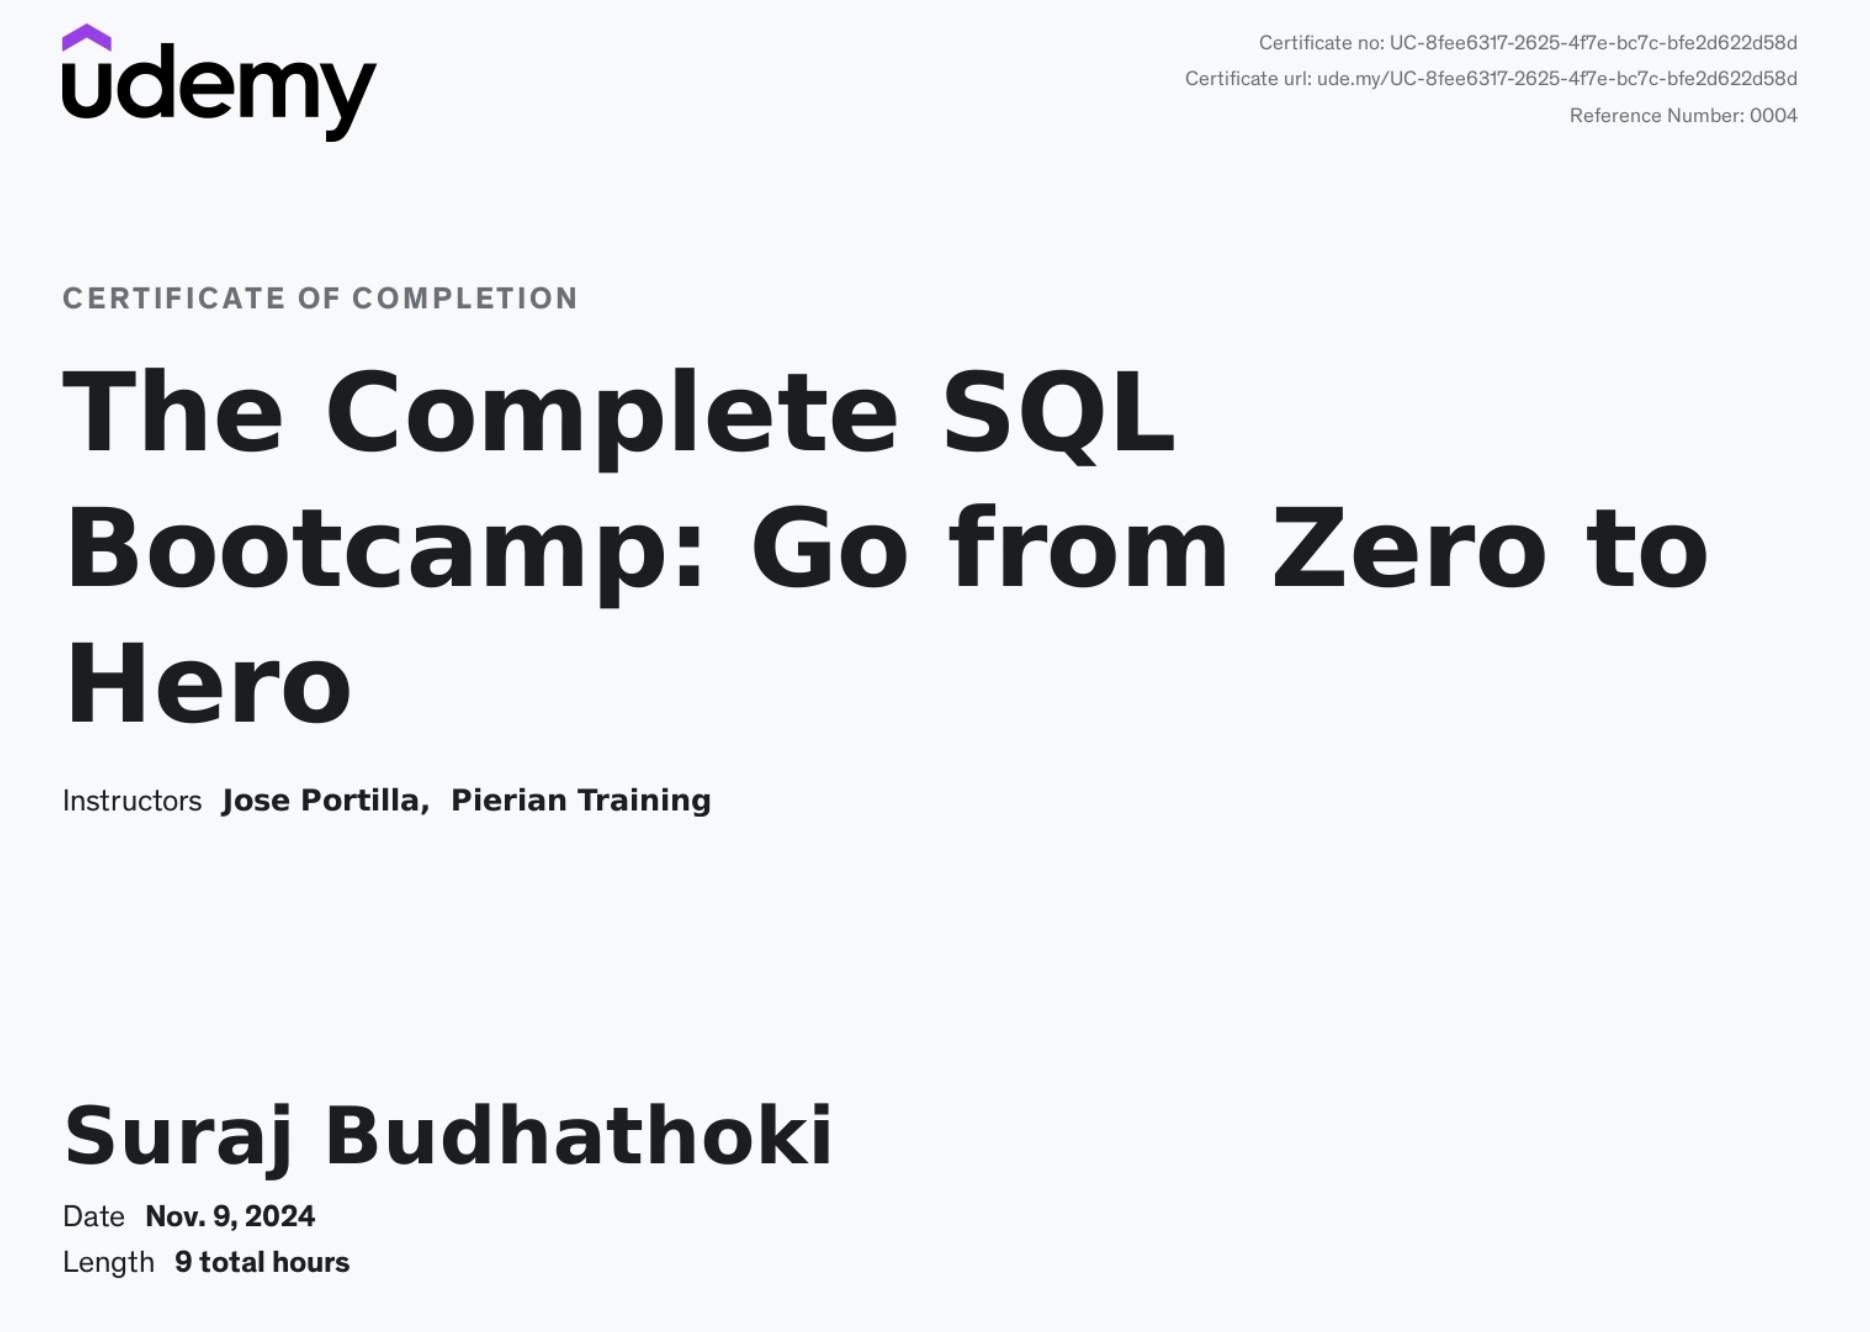 udemy
Certificate no: UC-8fee6317-2625-4f7e-bc7c-bfe2d622d58d
Certificate url: ude.my/UC-8fee6317-2625-4f7e-bc7c-bfe2d622d58d
Reference Number: 0004
CERTIFICATE OF COMPLETION
The Complete SQL
Bootcamp: Go from Zero to
Hero
Instructors Jose Portilla, Pierian Training
Suraj Budhathoki
Date Nov. 9, 2024
Length 9 total hours